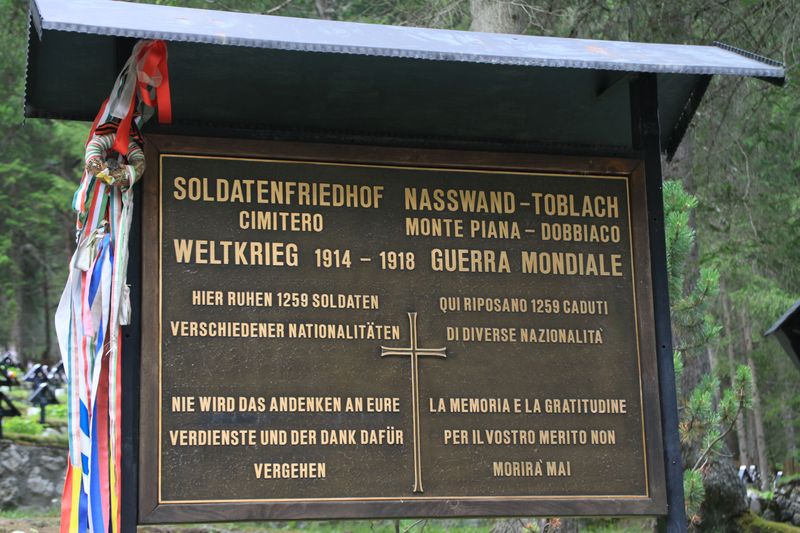 SOLDATENFRIEDHOF NASSWAND-TOBLACH
CIMITERO MONTE PIANA-DOBBIACO
WELTKRIEG 1914-1918 GUERRA MONDIALE
HIER RUHEN 1259 SOLDATEN
VERSCHIEDENER NATIONALITÄTEN
QUI RIPOSANO 1259 CADUTI
DI DIVERSE NAZIONALITÀ
NIE WIRD DAS ANDENKEN AN EURE
VERDIENSTE UND DER DANK DAFÜR
VERGEHEN
LA MEMORIA E LA GRATITUDINE
PER IL VOSTRO MERITO NON
MORIRÀ MAI